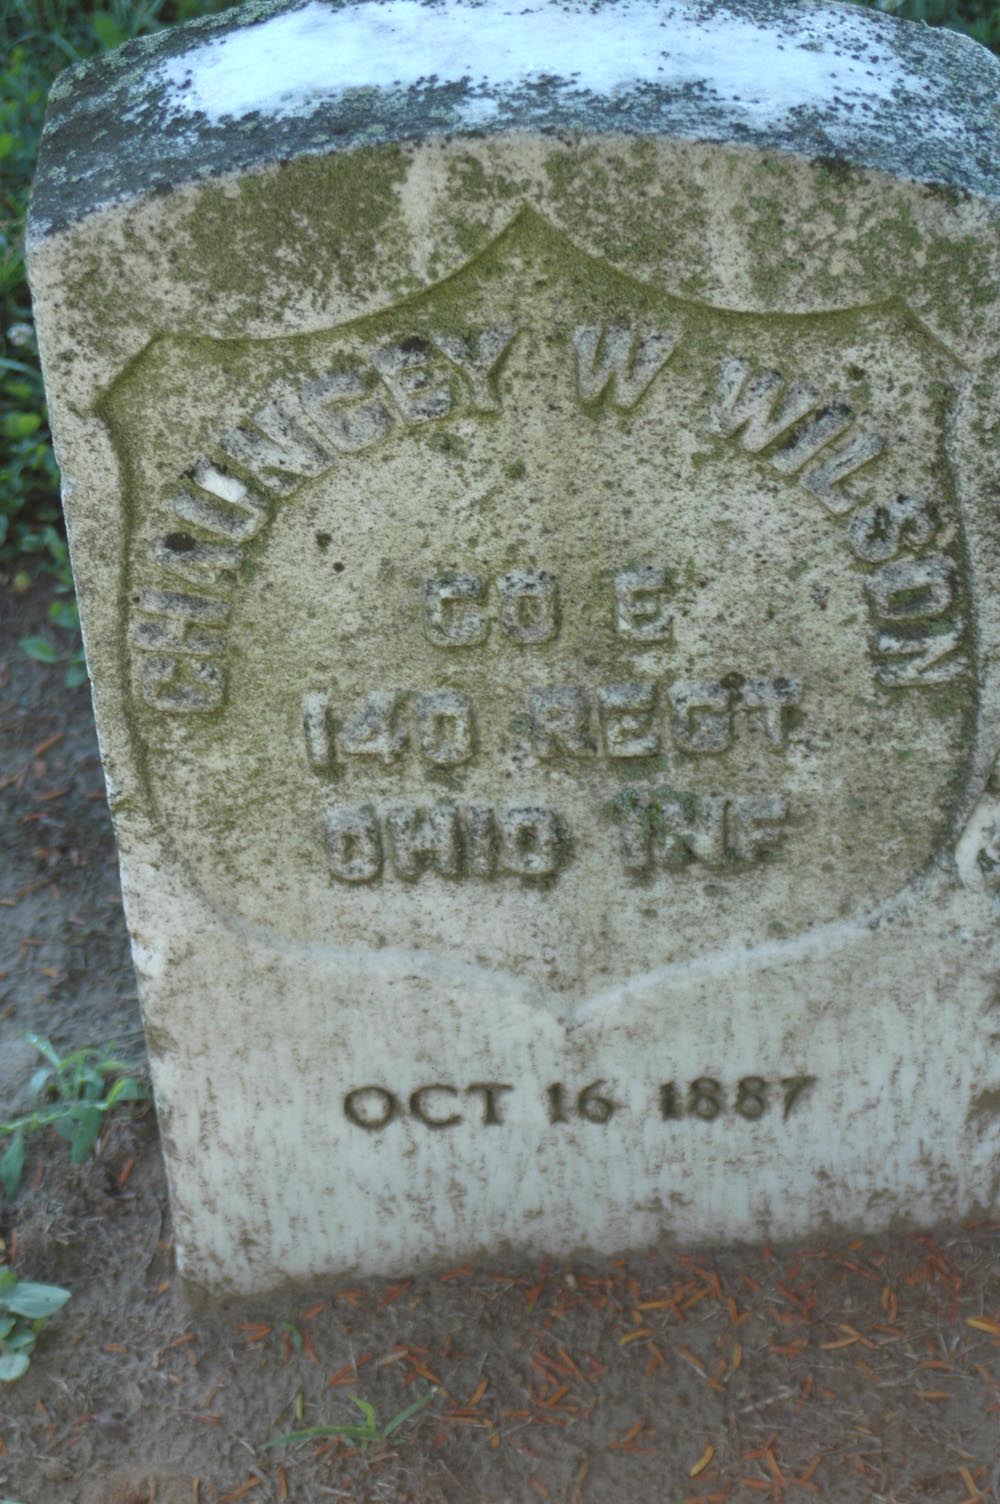 CHAUNCEY W WILSON
CO E
140 REGT
OHIO INF
OCT 16 1887